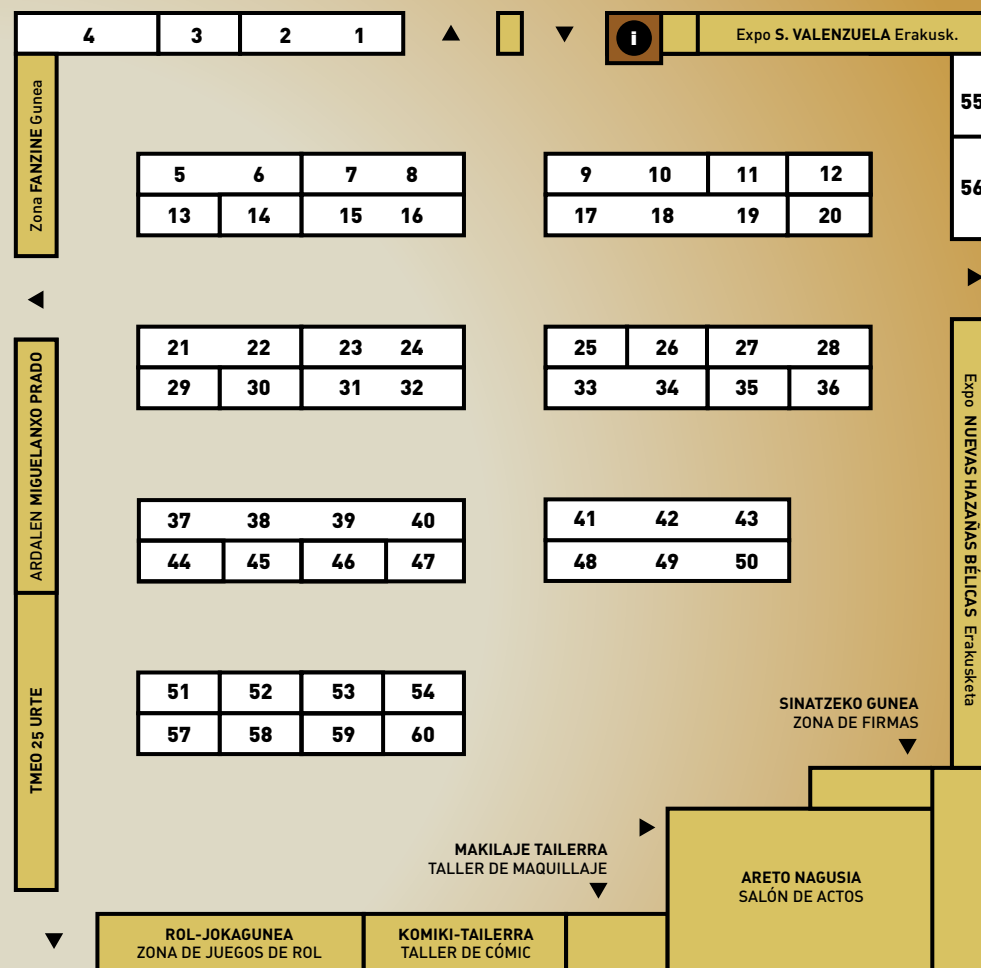 4 3 2 1
i
Expo S. VALENZUELA Erakusk.
Zona FANZINE Gunea
55
56
5 6 7 8
13 14 15 16
9 10 11 12
17 18 19 20
21 22 23 24
29 30 31 32
25 26 27 28
33 34 35 36
ARDALEN MIGUELANXO PRADO
TMEO 25 URTE
Expo NUEVAS HAZAÑAS BÉLICAS Erakusketa
37 38 39 40
44 45 46 47
41 42 43
48 49 50
51 52 53 54
57 58 59 60
SINATZEKO GUNEA
ZONA DE FIRMAS
MAKILAJE TAILERRA
TALLER DE MAQUILLAJE
ARETO NAGUSIA
SALÓN DE ACTOS
ROL-JOKAGUNEA
ZONA DE JUEGOS DE ROL
KOMIKI-TAILERRA
TALLER DE CÓMIC